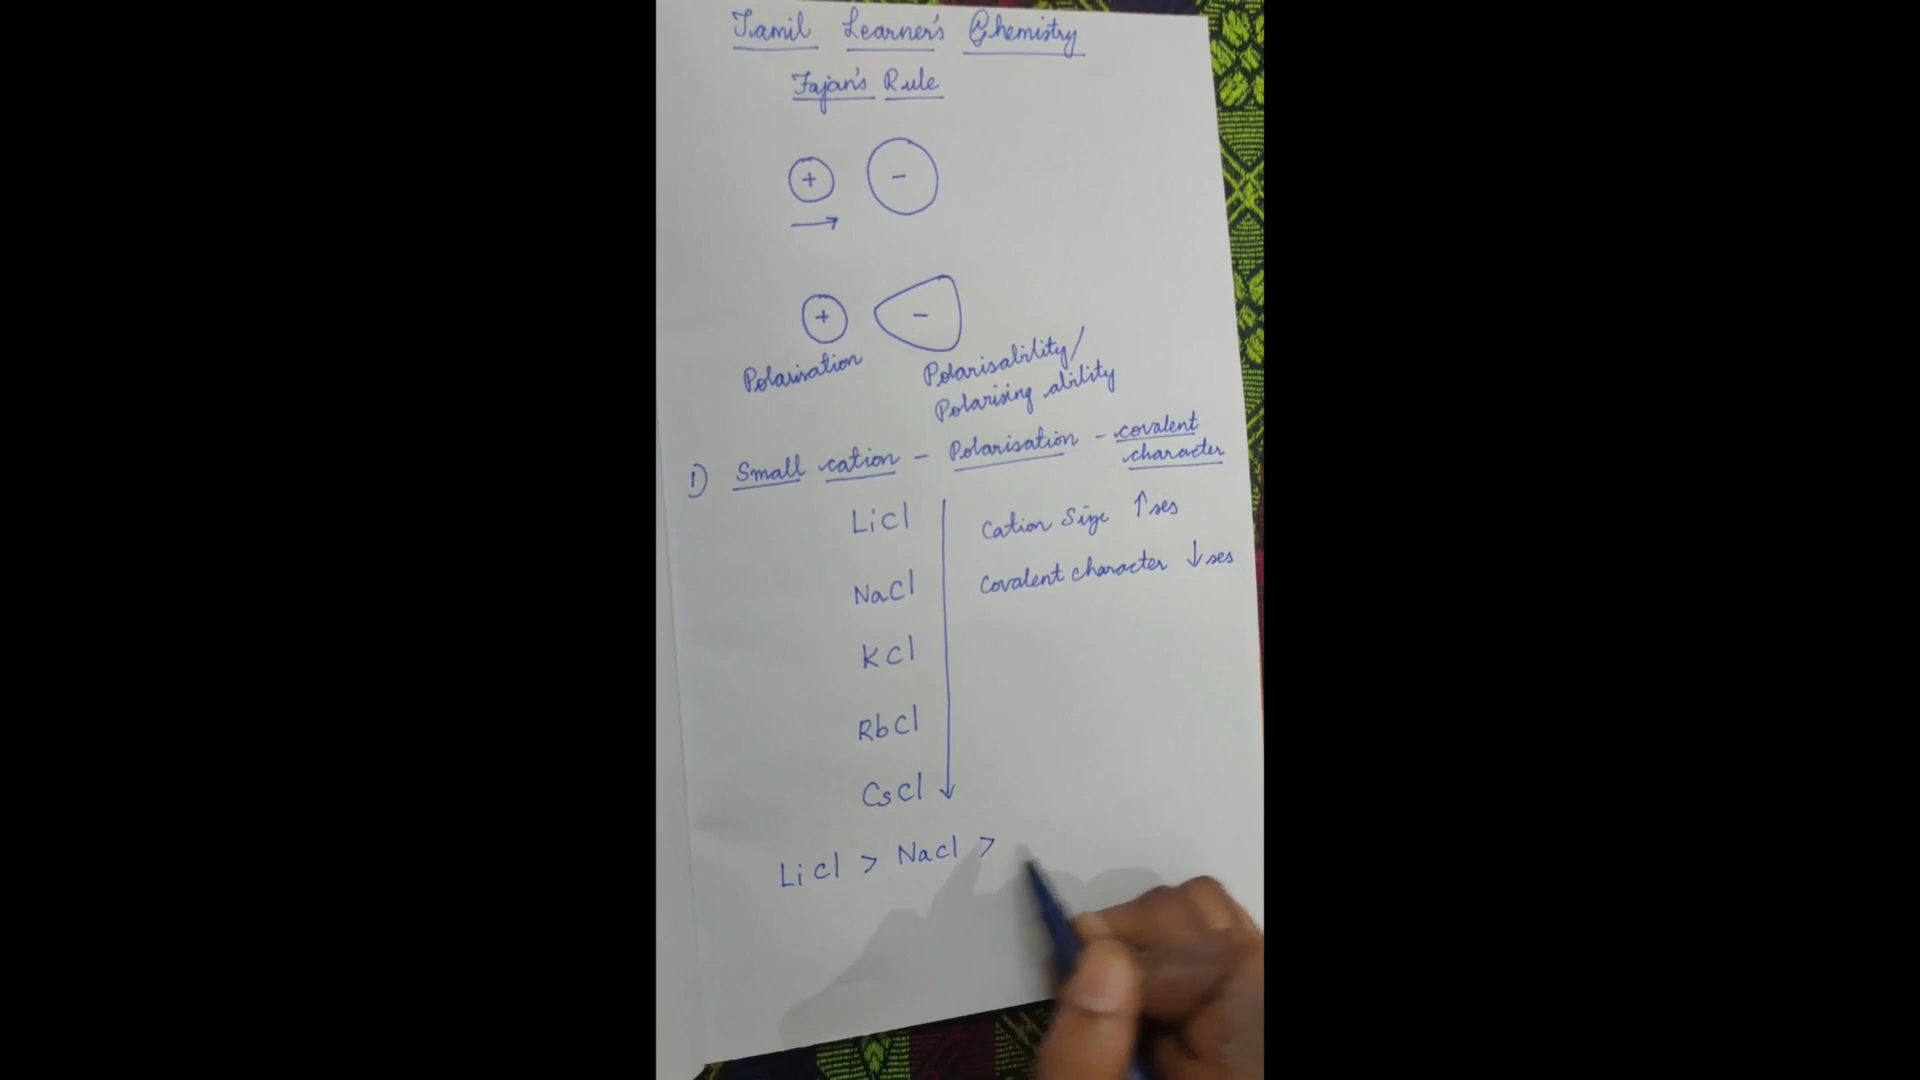 Tamil Learner's Chemistry
Fajan's Rule
+ -
+ -
Polarisation Polarisability/
Polarising ability
1) Small cation - Polarisation - covalent
character
LiCl Cation Size ↑ses
NaCl Covalent character ↓ses
KCl
RbCl
CsCl
LiCl > NaCl >